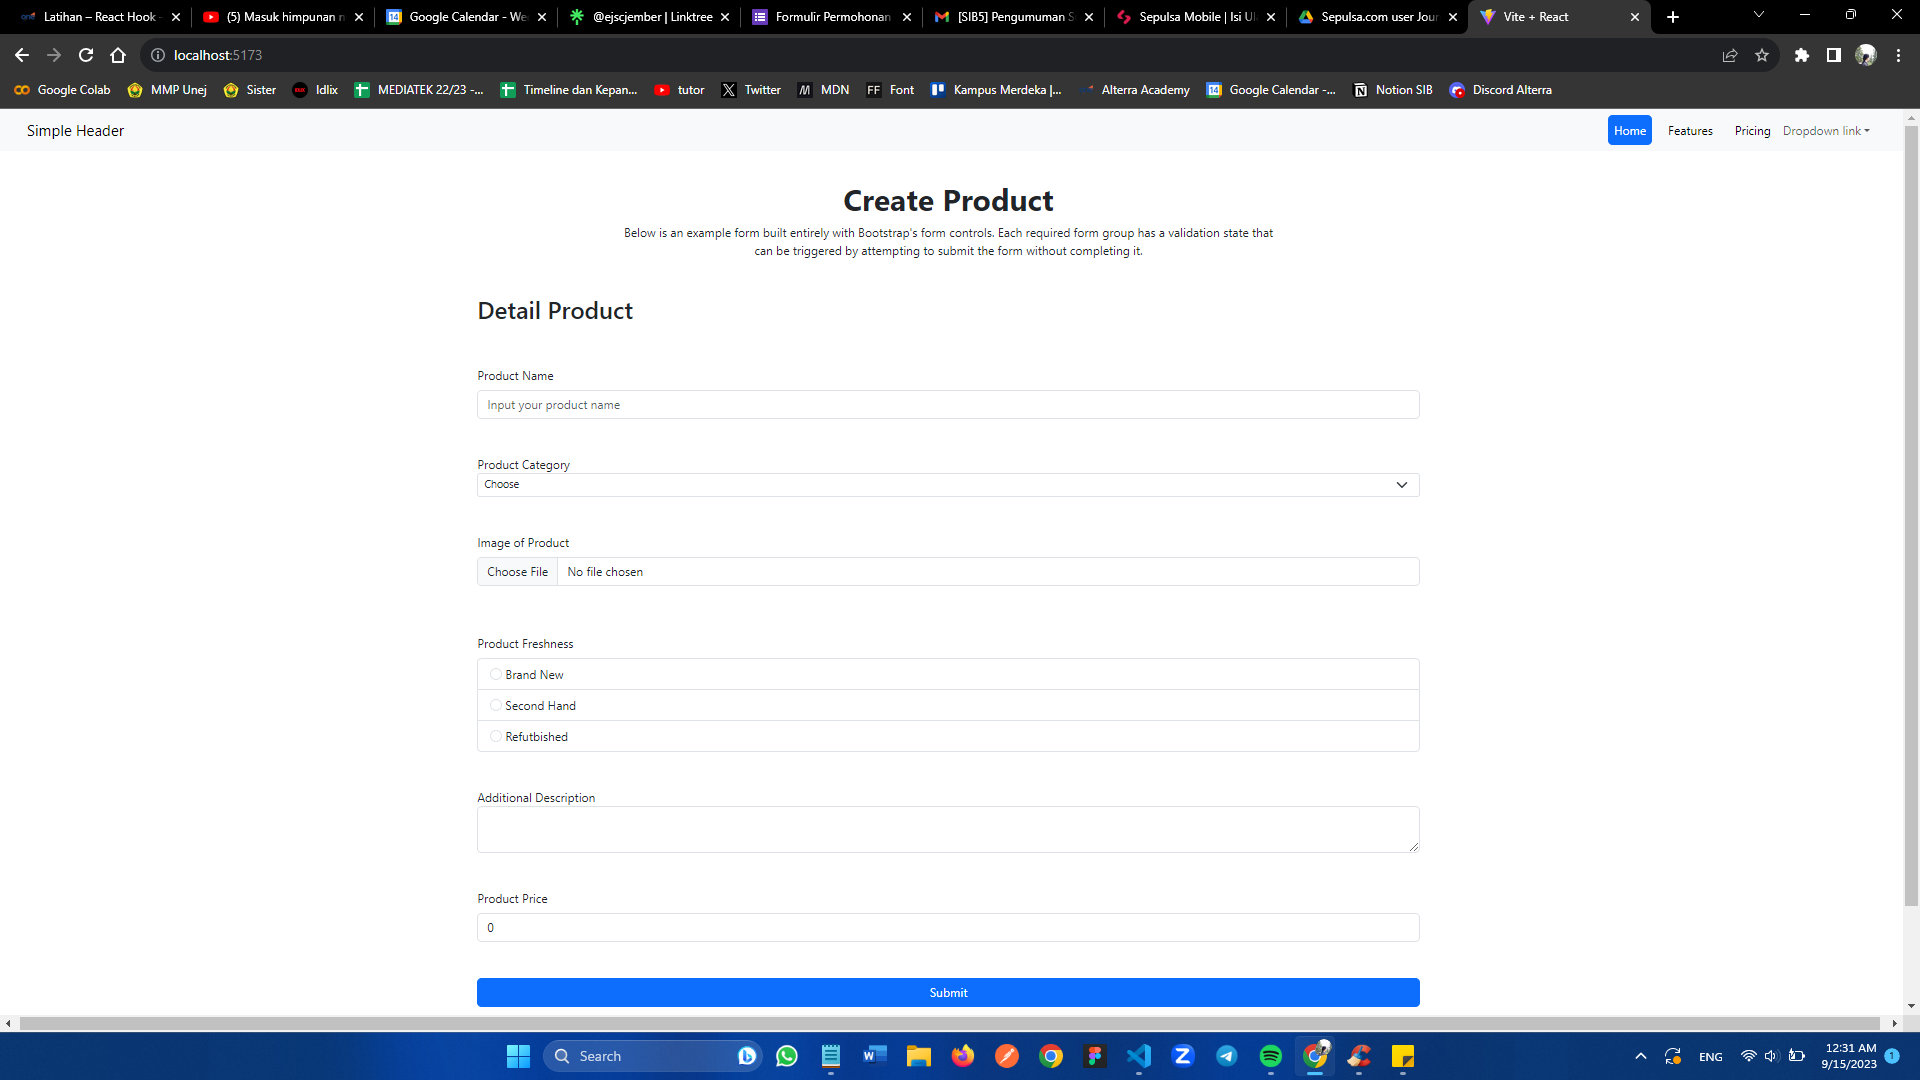 Latihan – React Hook -
(5) Masuk himpunan n
Google Calendar - We
@ejscjember | Linktree
Formulir Permohonan
[SIB5] Pengumuman S
Sepulsa Mobile | Isi Ul
Sepulsa.com user Jour
Vite + React
localhost:5173
Google Colab
MMP Unej
Sister
Idlix
MEDIATEK 22/23 -...
Timeline dan Kepan...
tutor
Twitter
MDN
FF Font
Kampus Merdeka |...
Alterra Academy
Google Calendar -...
Notion SIB
Discord Alterra
Simple Header
Home
Features
Pricing
Dropdown link
Create Product
Below is an example form built entirely with Bootstrap's form controls. Each required form group has a validation state that
can be triggered by attempting to submit the form without completing it.
Detail Product
Product Name
Input your product name
Product Category
Choose
Image of Product
Choose File No file chosen
Product Freshness
Brand New
Second Hand
Refutbished
Additional Description
Product Price
0
Submit
Search
ENG
12:31 AM
9/15/2023
1